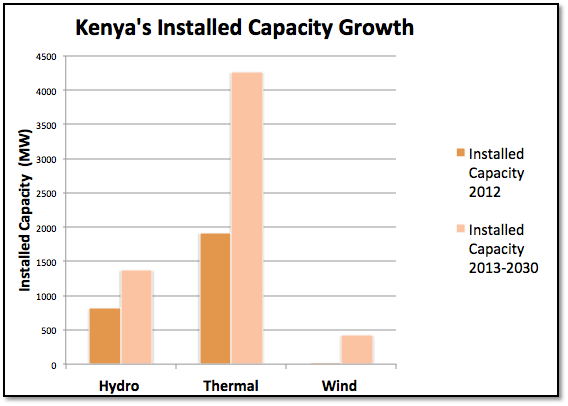 Kenya's Installed Capacity Growth
Installed Capacity (MW)
4500
4000
3500
3000
2500
2000
1500
1000
500
0
Hydro
Thermal
Wind
Installed
Capacity
2012
Installed
Capacity
2013-2030